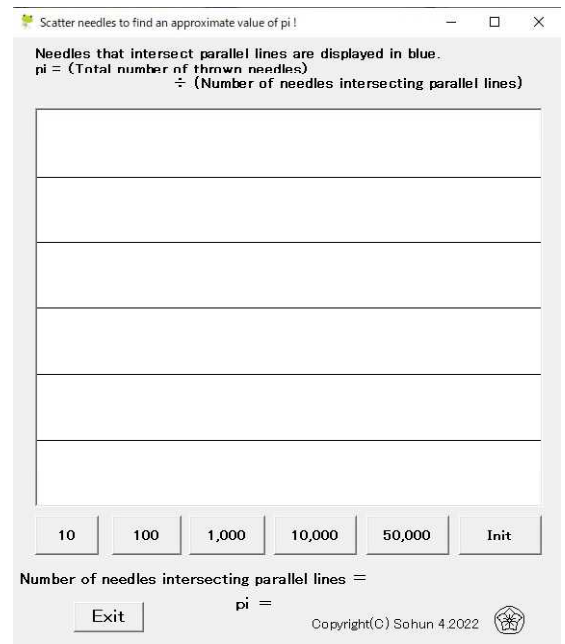 Scatter needles to find an approximate value of pi !
Needles that intersect parallel lines are displayed in blue.
pi = (Total number of thrown needles)
÷ (Number of needles intersecting parallel lines)
10 100 1,000 10,000 50,000 Init
Number of needles intersecting parallel lines =
pi =
Exit
Copyright(C) Sohun 4.2022